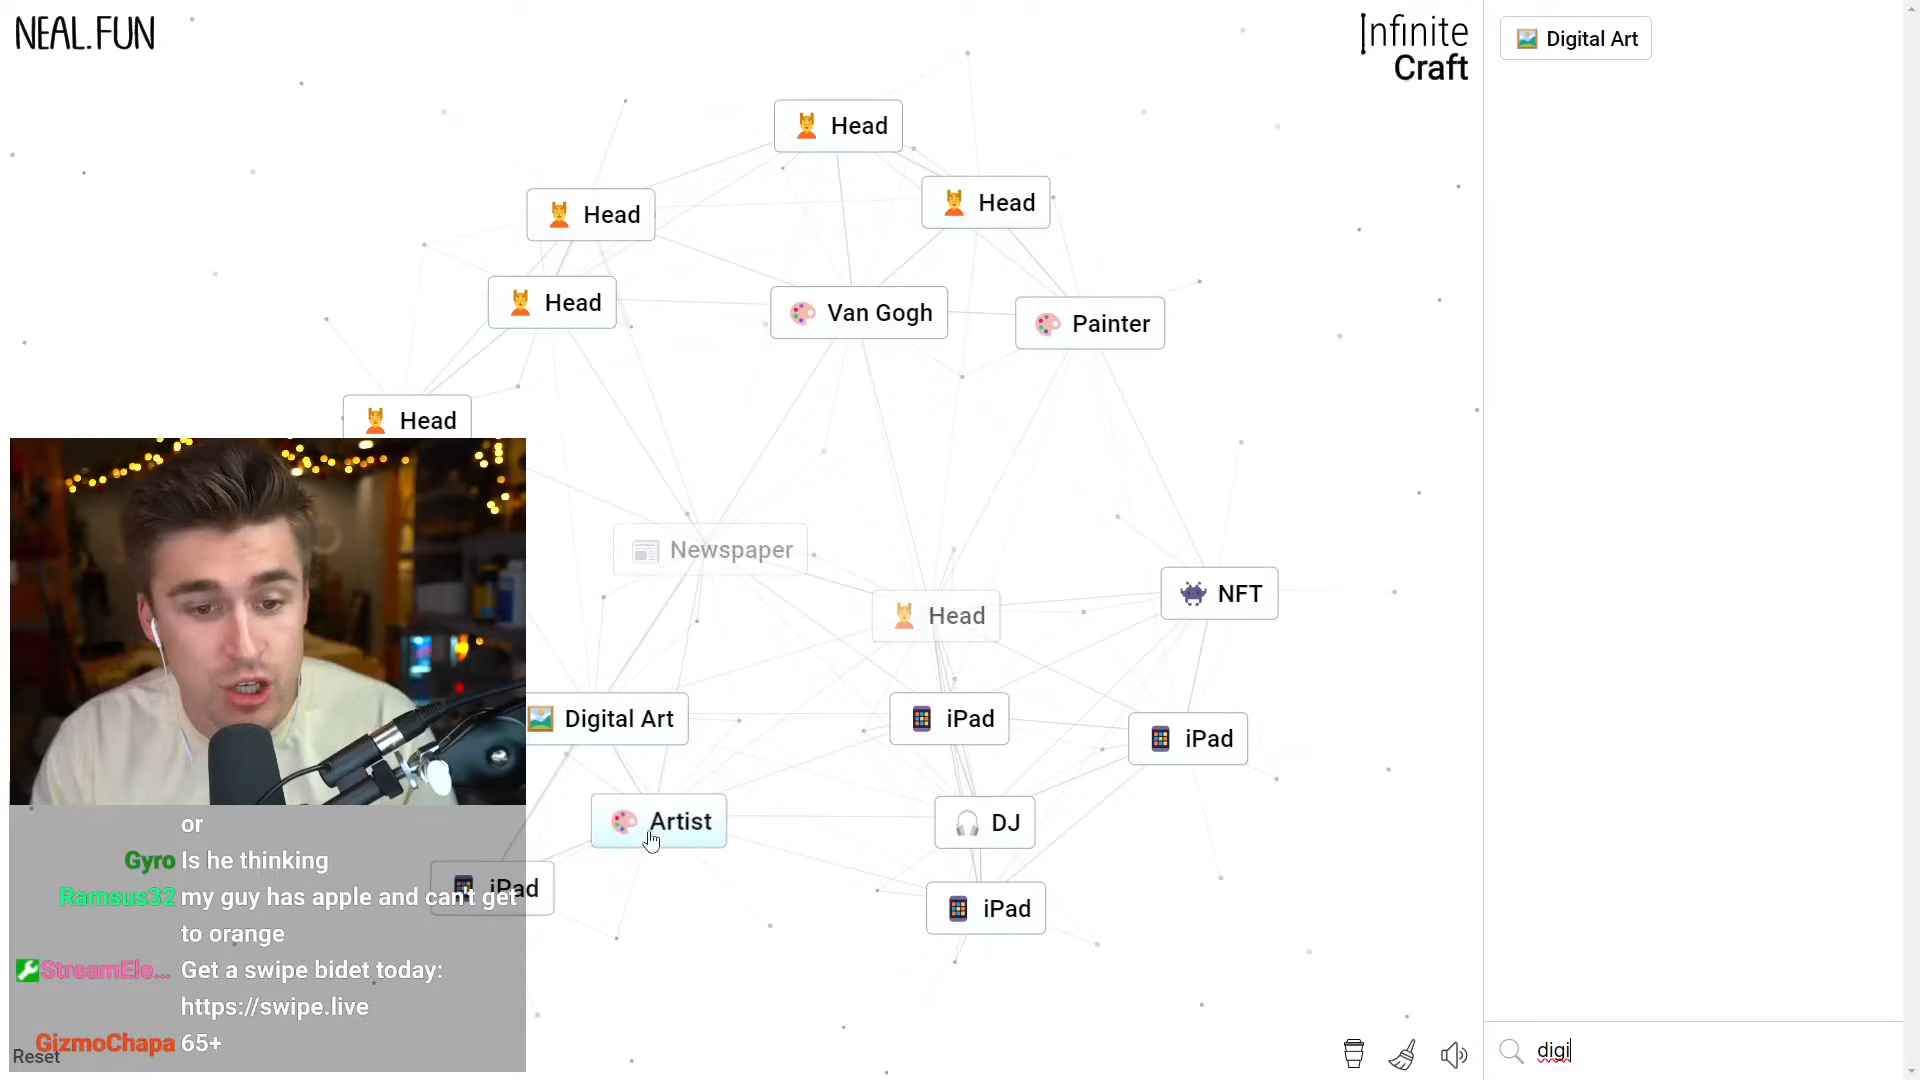 NEAL.FUN
Infinite
Craft
Digital Art
Head
Head
Head
Head
Van Gogh
Painter
Head
Newspaper
Head
NFT
Digital Art
iPad
iPad
Artist
DJ
iPad
iPad
or
Gyro Is he thinking
Ramsus32 my guy has apple and can't get
to orange
StreamEle... Get a swipe bidet today:
https://swipe.live
GizmoChapa 65+
Reset
digi